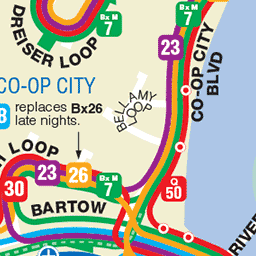 DREISER LOOP
Bx M
7
Bx M
7
23
CO-OP CITY
BLVD
CO-OP CITY
8 replaces Bx26
late nights.
BELLAMY
LOOP
LOOP
30
23
26
Bx M
7
Q
50
BARTOW
RIVER